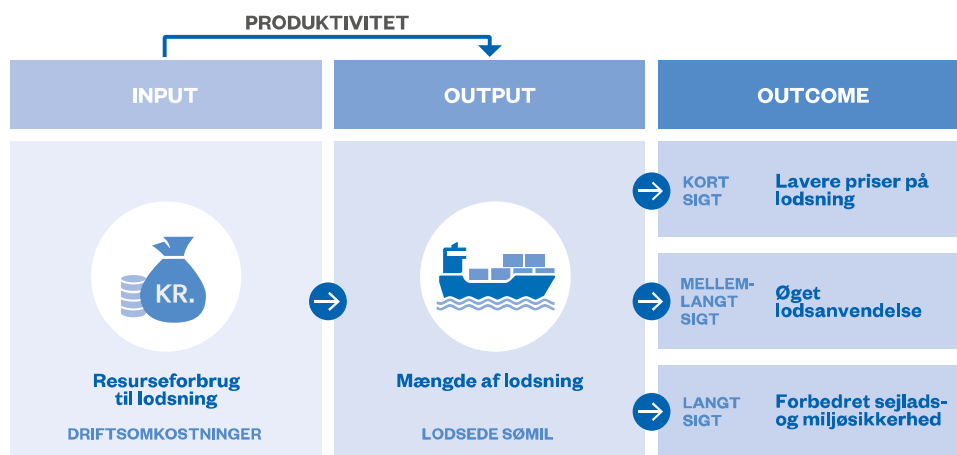 PRODUKTIVITET
INPUT
OUTPUT
OUTCOME
KR.
Resurseforbrug
til lodsning
DRIFTSOMKOSTNINGER
Mængde af lodsning
LODSEDE SØMIL
KORT
SIGT
Lavere priser på
lodsning
MELLEM-
LANGT
SIGT
Øget
lodsanvendelse
LANGT
SIGT
Forbedret sejlads-
og miljøsikkerhed